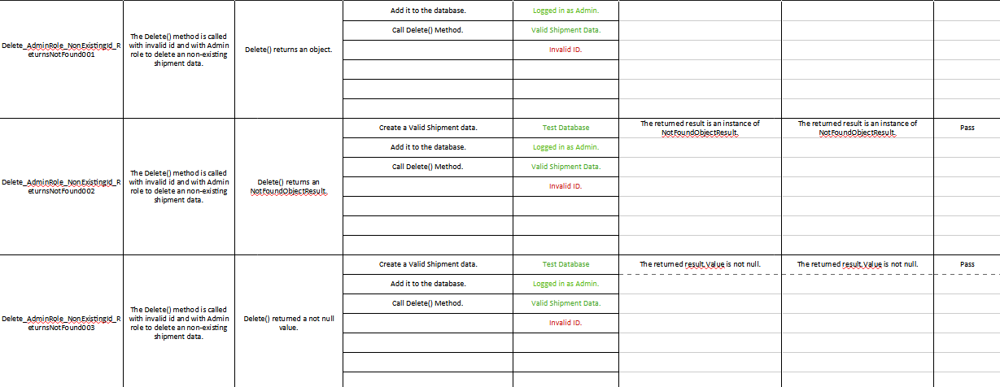 Add it to the database.
Logged in as Admin.
Call Delete() Method.
Valid Shipment Data.
Delete_AdminRole_NonExistingId_R
eturnsNotFound001
The Delete() method is called
with invalid id and with Admin
role to delete an non-existing
shipment data.
Delete() returns an object.
Invalid ID.
Create a Valid Shipment data.
Test Database
The returned result is an instance of
NotFoundObjectResult.
The returned result is an instance of
NotFoundObjectResult.
Pass
Add it to the database.
Logged in as Admin.
Call Delete() Method.
Valid Shipment Data.
Delete_AdminRole_NonExistingId_R
eturnsNotFound002
The Delete() method is called
with invalid id and with Admin
role to delete an non-existing
shipment data.
Delete() returns an
NotFoundObjectResult.
Invalid ID.
Create a Valid Shipment data.
Test Database
The returned result.Value is not null.
The returned result.Value is not null.
Pass
Add it to the database.
Logged in as Admin.
Call Delete() Method.
Valid Shipment Data.
Delete_AdminRole_NonExistingId_R
eturnsNotFound003
The Delete() method is called
with invalid id and with Admin
role to delete an non-existing
shipment data.
Delete() returned a not null
value.
Invalid ID.